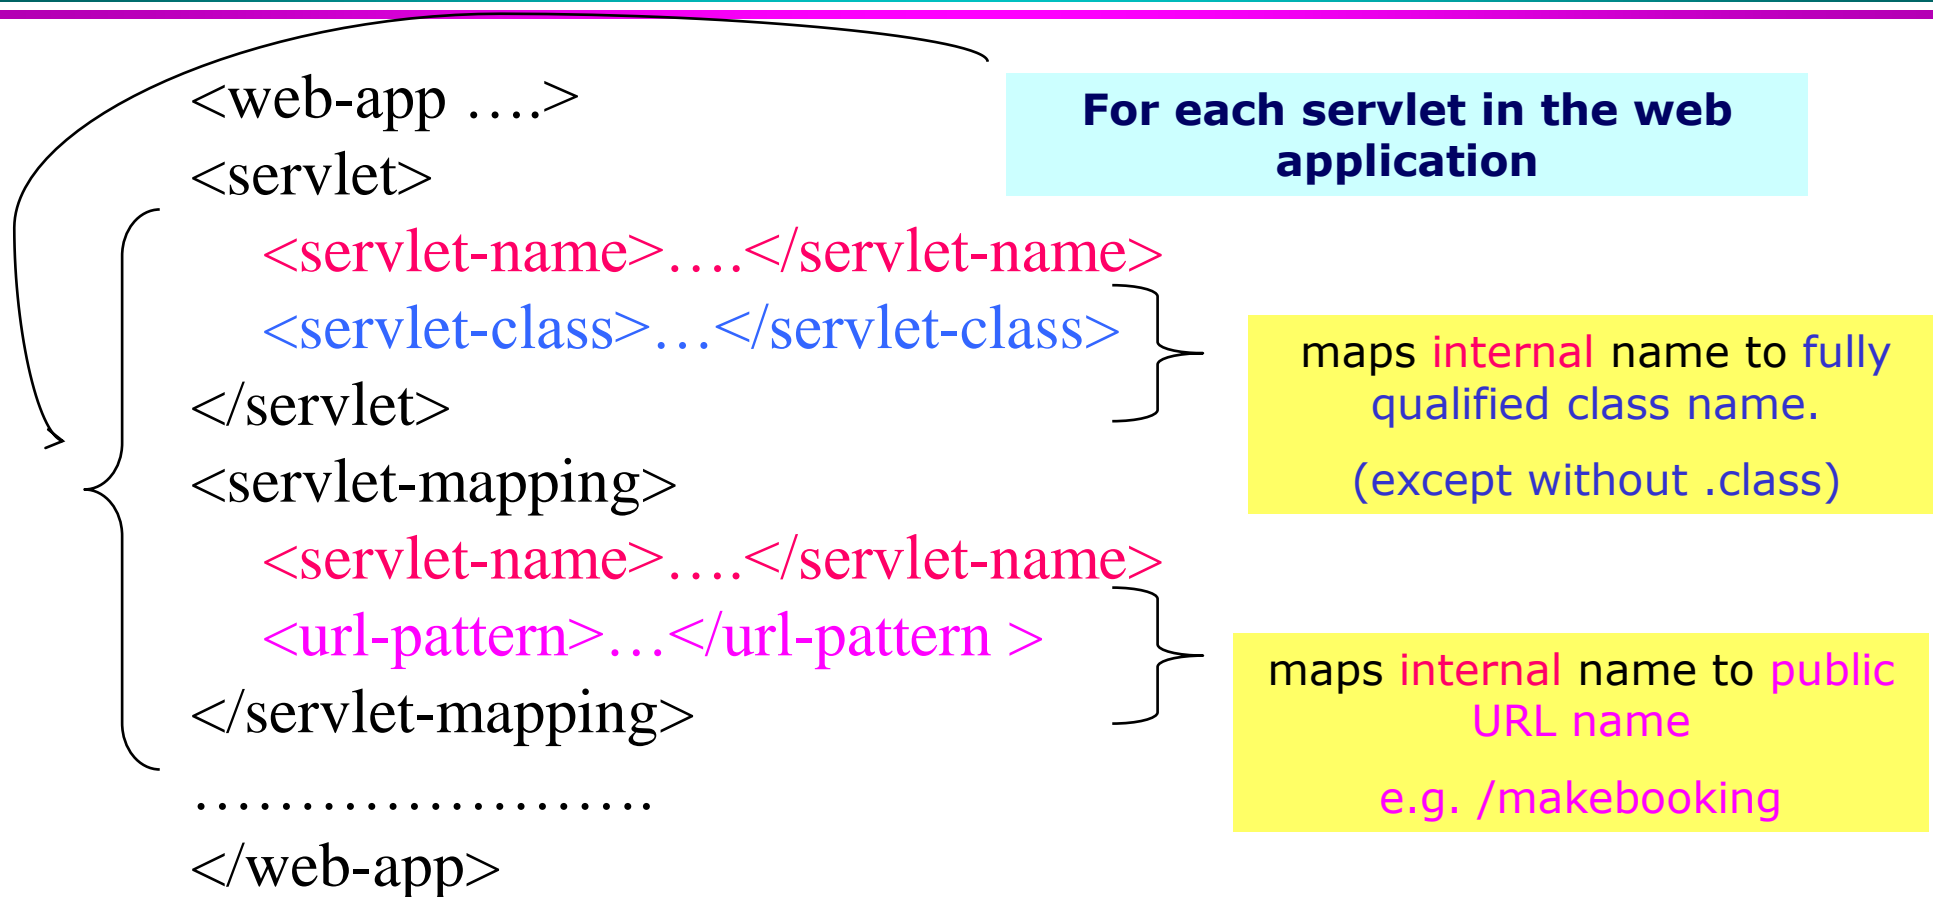 <web-app ….>
<servlet>
<servlet-name>….</servlet-name>
<servlet-class>…</servlet-class>
</servlet>
<servlet-mapping>
<servlet-name>….</servlet-name>
<url-pattern>…</url-pattern >
</servlet-mapping>
…………………….
</web-app>
For each servlet in the web
application
maps internal name to fully
qualified class name.
(except without .class)
maps internal name to public
URL name
e.g. /makebooking